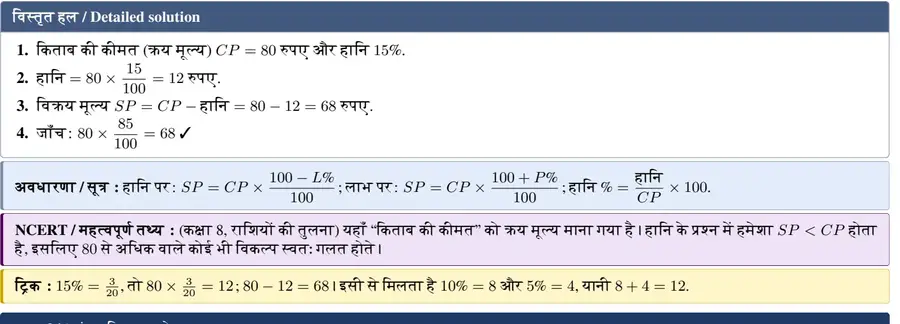 विस्तृत हल / Detailed solution
1. किताब की कीमत (क्रय मूल्य) CP = 80 रुपए और हानि 15%.
2. हानि = 80 × 15/100 = 12 रुपए.
3. विक्रय मूल्य SP = CP − हानि = 80 − 12 = 68 रुपए.
4. जाँच : 80 × 85/100 = 68 ✓
अवधारणा / सूत्र : हानि पर : SP = CP × (100 − L%)/100 ; लाभ पर : SP = CP × (100 + P%)/100 ; हानि % = हानि/CP × 100.
NCERT / महत्वपूर्ण तथ्य : (कक्षा 8, राशियों की तुलना) यहाँ “किताब की कीमत” को क्रय मूल्य माना गया है। हानि के प्रश्न में हमेशा SP < CP होता
है, इसलिए 80 से अधिक वाले कोई भी विकल्प स्वतः गलत होते।
ट्रिक : 15% = 3/20, तो 80 × 3/20 = 12 ; 80 − 12 = 68। इसी से मिलता है 10% = 8 और 5% = 4, यानी 8 + 4 = 12.